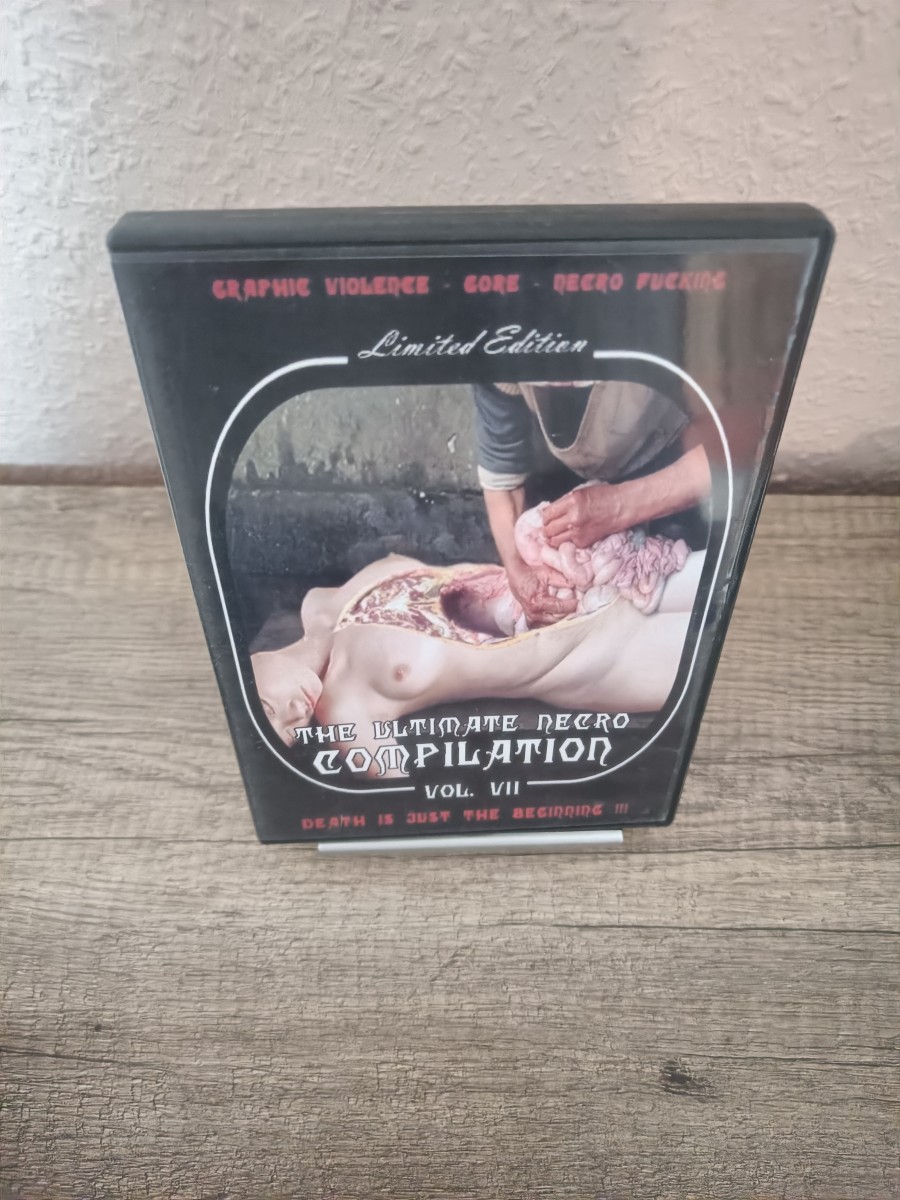 GRAPHIC VIOLENCE - GORE - NECRO FUCKING
Limited Edition
THE ULTIMATE NECRO
COMPILATION
VOL. VII
DEATH IS JUST THE BEGINNING !!!